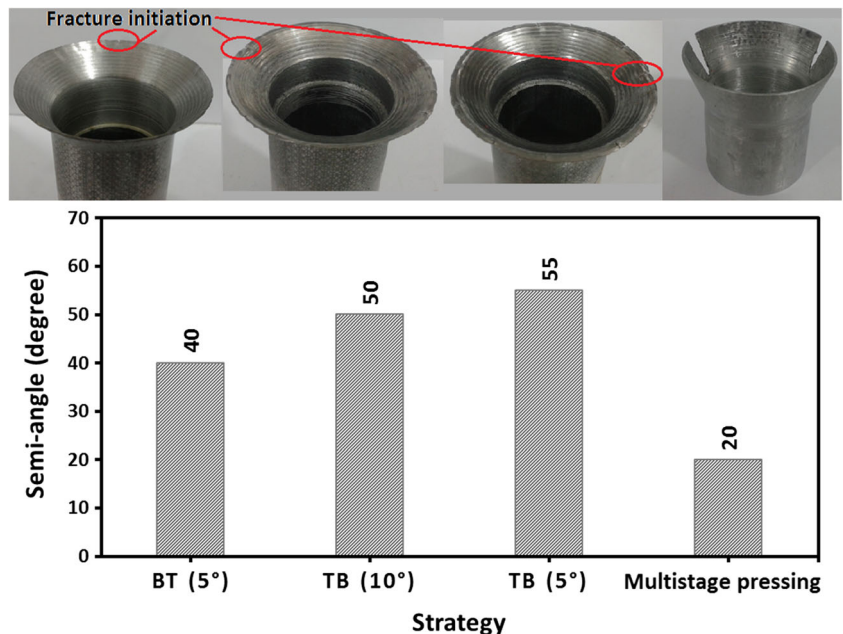 Fracture initiation
70
60
50
40
30
20
10
0
Semi-angle (degree)
40
50
55
20
BT (5°)
TB (10°)
TB (5°)
Multistage pressing
Strategy